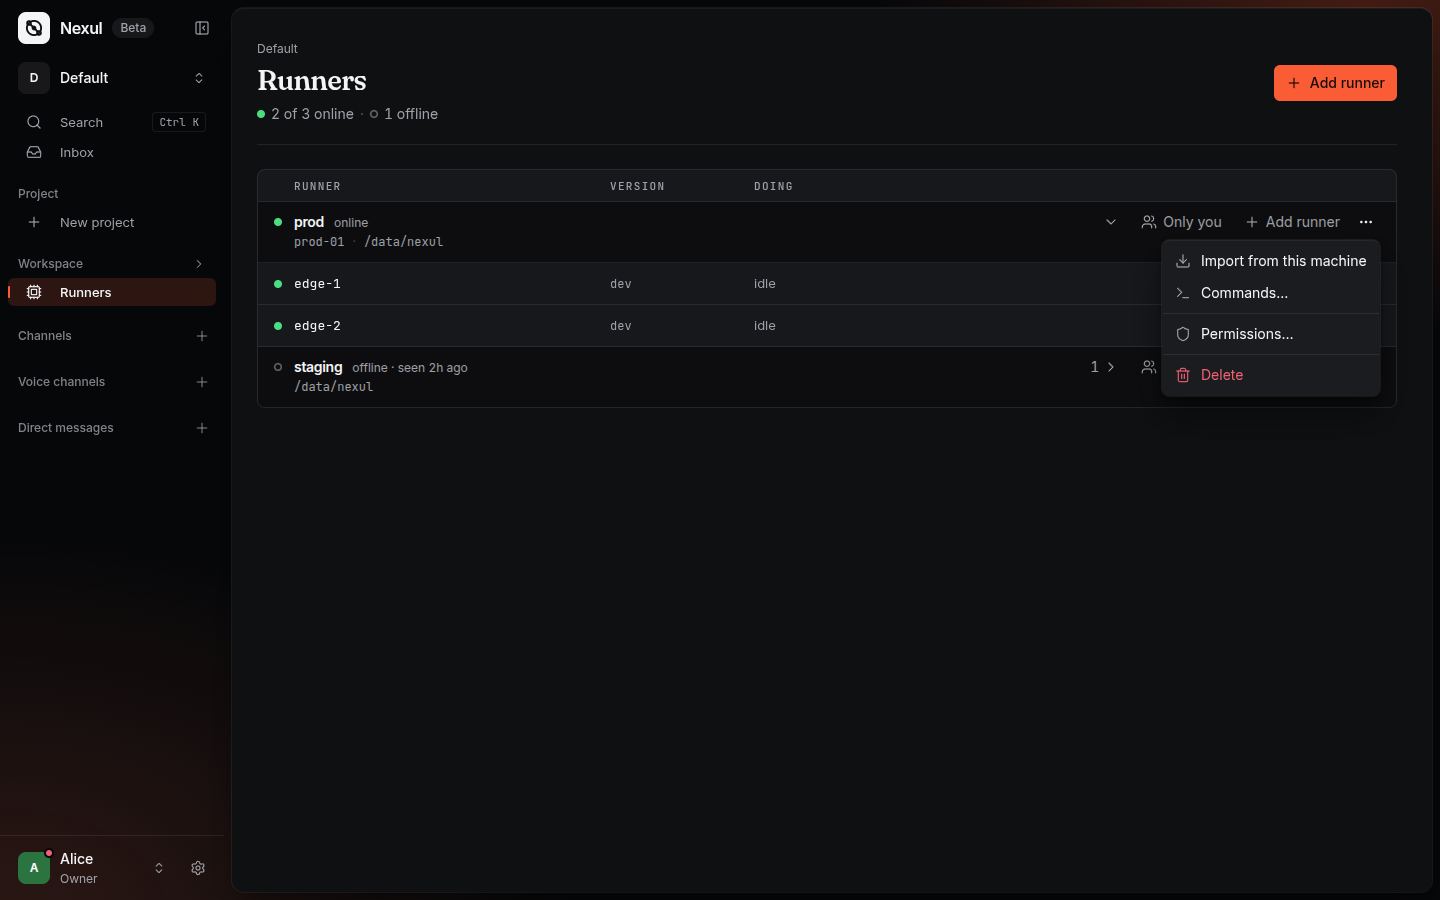 Nexul Beta
D Default
Search Ctrl K
Inbox
Project
New project
Workspace
Runners
Channels
Voice channels
Direct messages
A Alice
Owner
Default
Runners
2 of 3 online · 1 offline
Add runner
RUNNER VERSION DOING
prod online Only you Add runner
prod-01 · /data/nexul
edge-1 dev idle
edge-2 dev idle
staging offline · seen 2h ago 1
/data/nexul
Import from this machine
Commands...
Permissions...
Delete